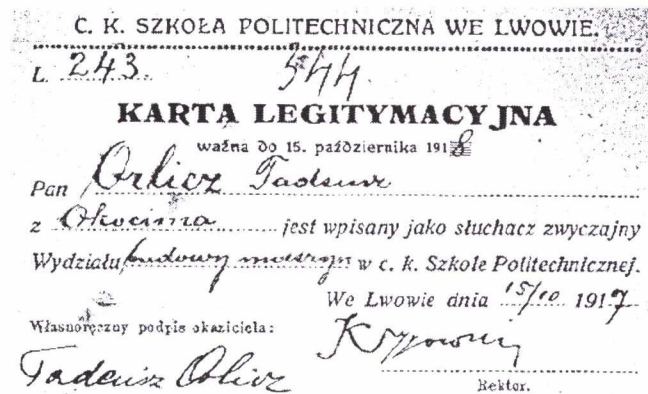 C. K. SZKOŁA POLITECHNICZNA WE LWOWIE.
L. 243. 544.
KARTA LEGITYMACYJNA
ważna do 15. października 1918
Pan Orlicz Tadeusz
z Okocima jest wpisany jako słuchacz zwyczajny
Wydziału budowy maszyn w c. k. Szkole Politechnicznej.
We Lwowie dnia 15/10 1917
Własnoręczny podpis okaziciela:
Tadeusz Orlicz
Rektor.